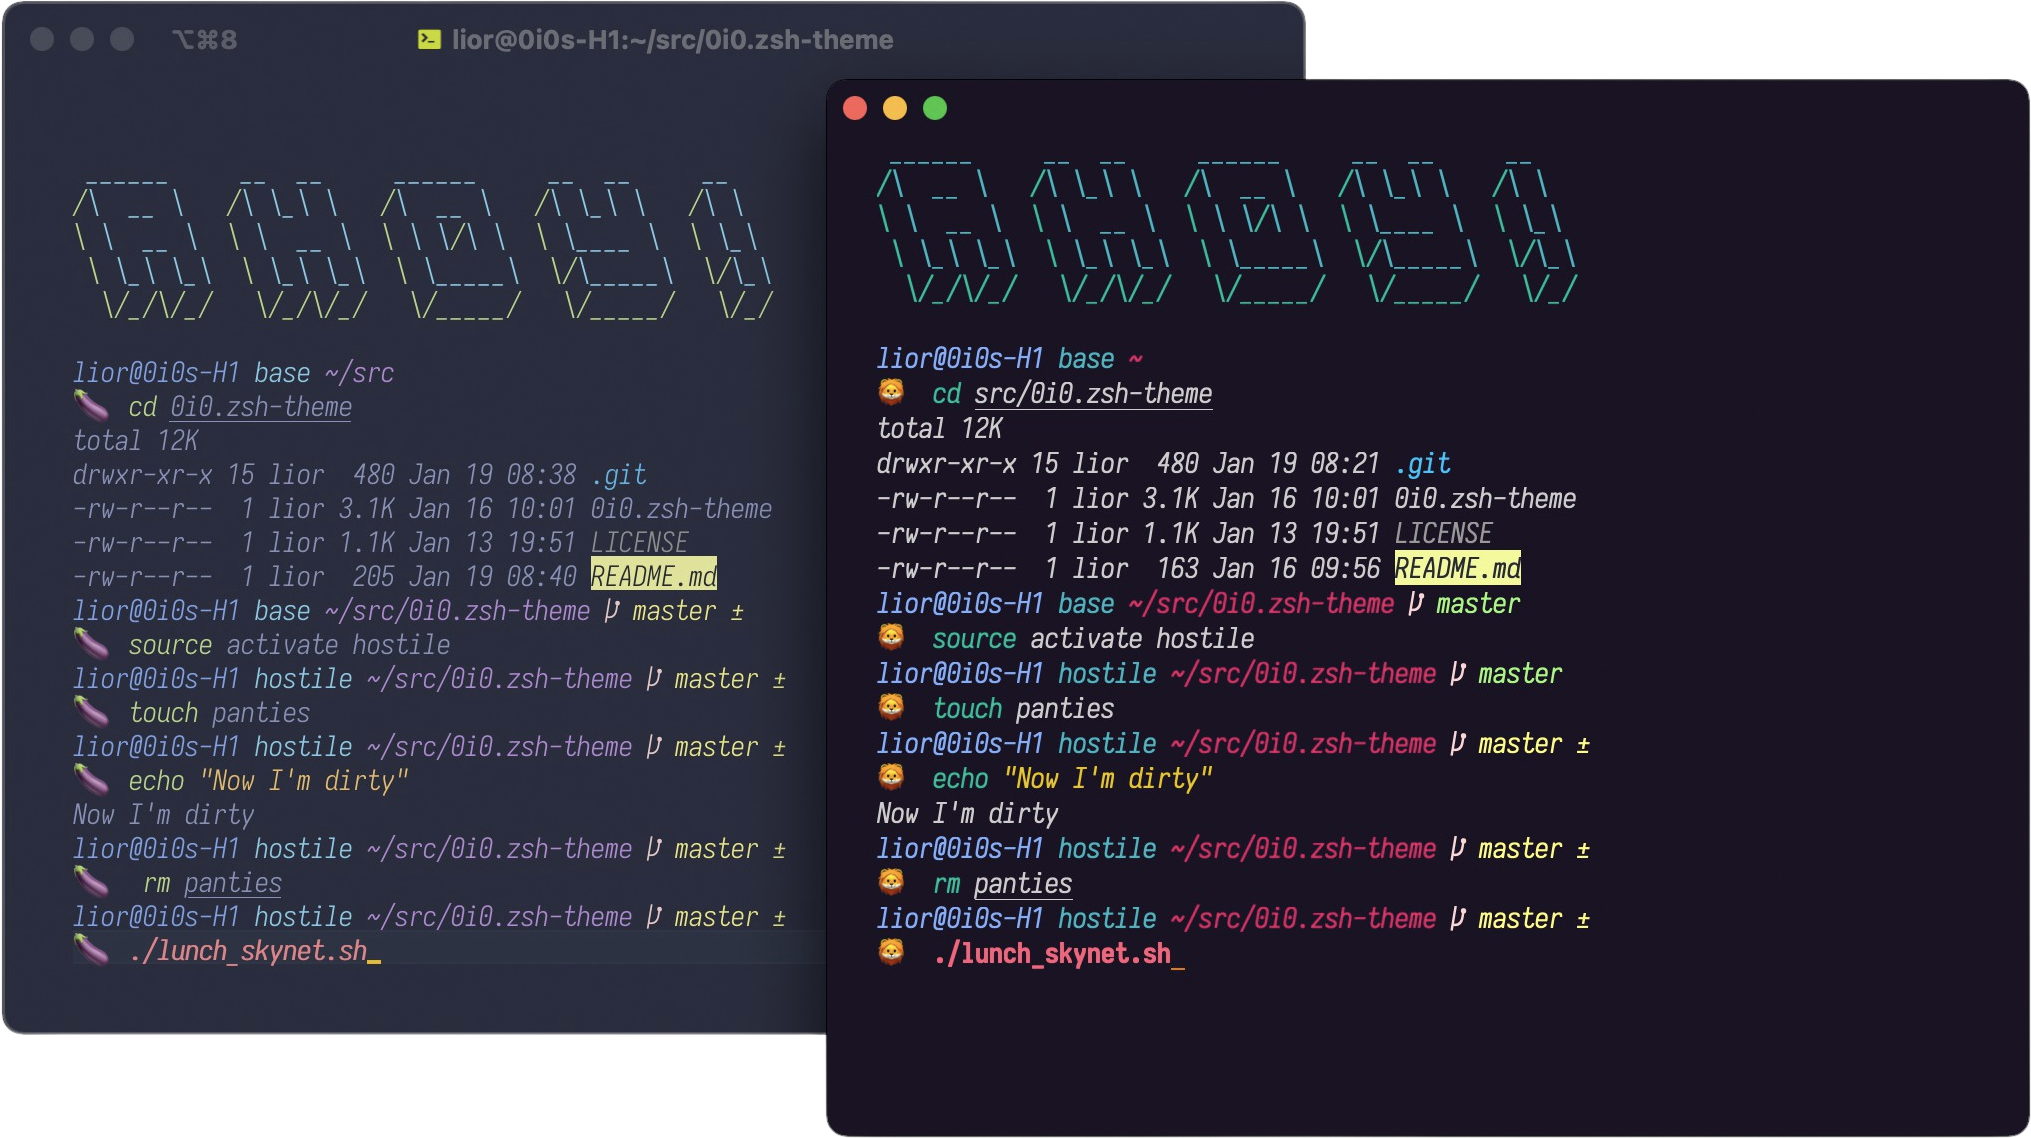 ⌥⌘8
lior@0i0s-H1:~/src/0i0.zsh-theme
AHOY!
lior@0i0s-H1 base ~/src
🍆 cd 0i0.zsh-theme
total 12K
drwxr-xr-x 15 lior  480 Jan 19 08:38 .git
-rw-r--r--  1 lior 3.1K Jan 16 10:01 0i0.zsh-theme
-rw-r--r--  1 lior 1.1K Jan 13 19:51 LICENSE
-rw-r--r--  1 lior  205 Jan 19 08:40 README.md
lior@0i0s-H1 base ~/src/0i0.zsh-theme  master ±
🍆 source activate hostile
lior@0i0s-H1 hostile ~/src/0i0.zsh-theme  master ±
🍆 touch panties
lior@0i0s-H1 hostile ~/src/0i0.zsh-theme  master ±
🍆 echo "Now I'm dirty"
Now I'm dirty
lior@0i0s-H1 hostile ~/src/0i0.zsh-theme  master ±
🍆  rm panties
lior@0i0s-H1 hostile ~/src/0i0.zsh-theme  master ±
🍆 ./lunch_skynet.sh_
AHOY!
lior@0i0s-H1 base ~
🦁 cd src/0i0.zsh-theme
total 12K
drwxr-xr-x 15 lior  480 Jan 19 08:21 .git
-rw-r--r--  1 lior 3.1K Jan 16 10:01 0i0.zsh-theme
-rw-r--r--  1 lior 1.1K Jan 13 19:51 LICENSE
-rw-r--r--  1 lior  163 Jan 16 09:56 README.md
lior@0i0s-H1 base ~/src/0i0.zsh-theme  master
🦁 source activate hostile
lior@0i0s-H1 hostile ~/src/0i0.zsh-theme  master
🦁 touch panties
lior@0i0s-H1 hostile ~/src/0i0.zsh-theme  master ±
🦁 echo "Now I'm dirty"
Now I'm dirty
lior@0i0s-H1 hostile ~/src/0i0.zsh-theme  master ±
🦁 rm panties
lior@0i0s-H1 hostile ~/src/0i0.zsh-theme  master ±
🦁 ./lunch_skynet.sh_